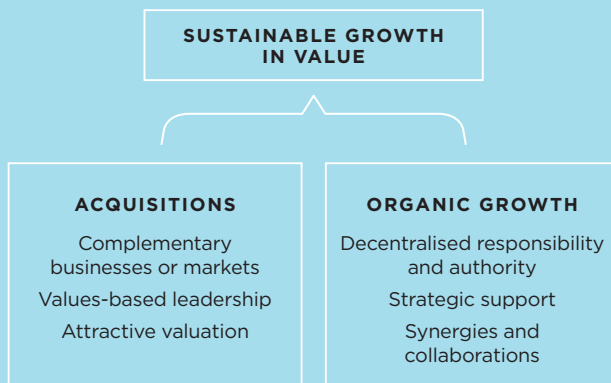 SUSTAINABLE GROWTH
IN VALUE
ACQUISITIONS
Complementary
businesses or markets
Values-based leadership
Attractive valuation
ORGANIC GROWTH
Decentralised responsibility
and authority
Strategic support
Synergies and
collaborations